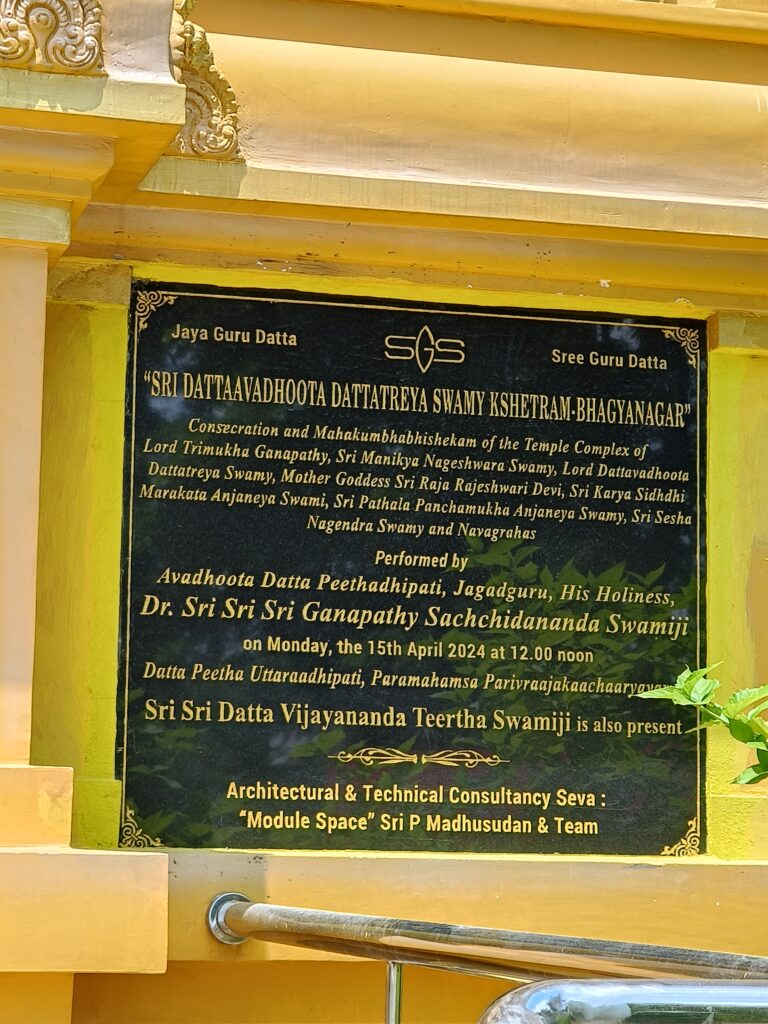 Jaya Guru Datta
SGS
Sree Guru Datta
"SRI DATTAAVADHOOTA DATTATREYA SWAMY KSHETRAM-BHAGYANAGAR"
Consecration and Mahakumbhabhishekam of the Temple Complex of
Lord Trimukha Ganapathy, Sri Manikya Nageshwara Swamy, Lord Dattavadhoota
Dattatreya Swamy, Mother Goddess Sri Raja Rajeshwari Devi, Sri Karya Sidhdhi
Marakata Anjaneya Swami, Sri Pathala Panchamukha Anjaneya Swamy, Sri Sesha
Nagendra Swamy and Navagrahas
Performed by
Avadhoota Datta Peethadhipati, Jagadguru, His Holiness,
Dr. Sri Sri Sri Ganapathy Sachchidananda Swamiji
on Monday, the 15th April 2024 at 12.00 noon
Datta Peetha Uttaraadhipati, Paramahamsa
Sri Sri Datta Vijayananda Teertha Swamiji is also present
Architectural & Technical Consultancy Seva :
"Module Space" Sri P Madhusudan & Team